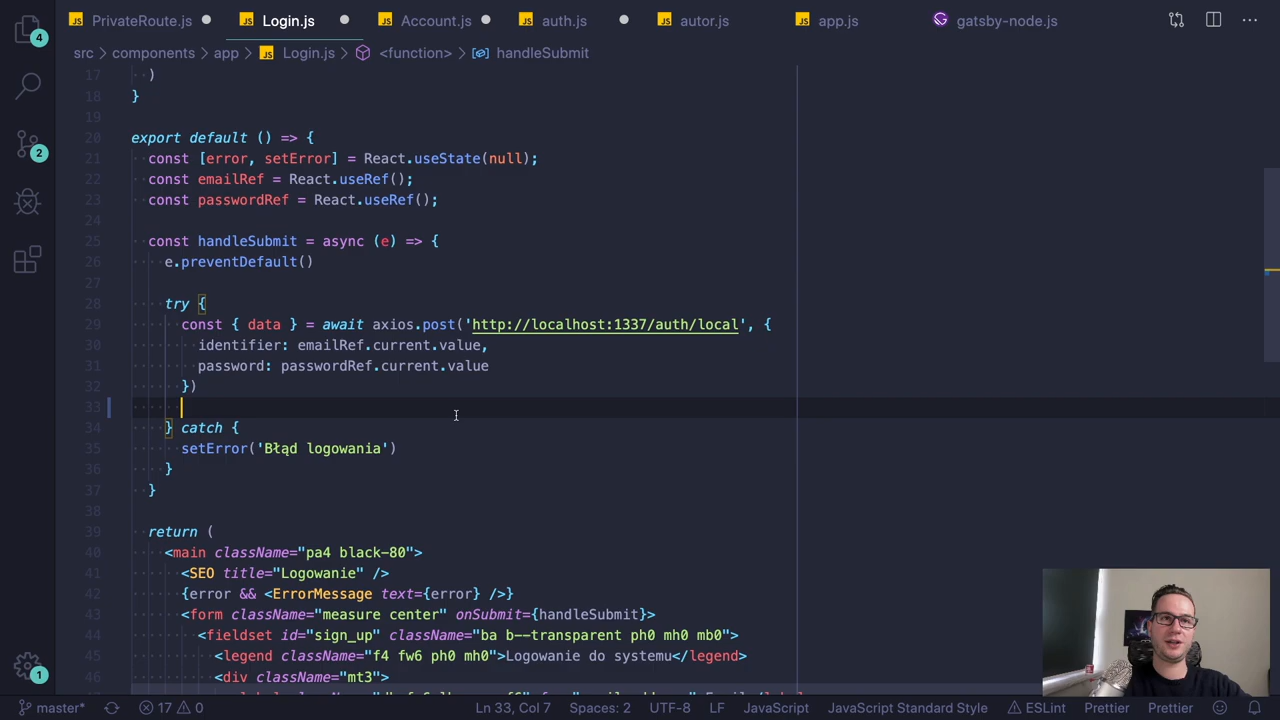 JS PrivateRoute.js JS Login.js JS Account.js JS auth.js JS autor.js JS app.js gatsby-node.js
4
src > components > app > JS Login.js > <function> > handleSubmit
17 )
18 }
19
20 export default () => {
21 const [error, setError] = React.useState(null);
22 const emailRef = React.useRef();
23 const passwordRef = React.useRef();
24
25 const handleSubmit = async (e) => {
26 e.preventDefault()
27
28 try {
29 const { data } = await axios.post('http://localhost:1337/auth/local', {
30 identifier: emailRef.current.value,
31 password: passwordRef.current.value
32 })
33
34 } catch {
35 setError('Błąd logowania')
36 }
37 }
38
39 return (
40 <main className="pa4 black-80">
41 <SEO title="Logowanie" />
42 {error && <ErrorMessage text={error} />}
43 <form className="measure center" onSubmit={handleSubmit}>
44 <fieldset id="sign_up" className="ba b--transparent ph0 mh0 mb0">
45 <legend className="f4 fw6 ph0 mh0">Logowanie do systemu</legend>
46 <div className="mt3">
2
1
master* 17 0 Ln 33, Col 7 Spaces: 2 UTF-8 LF JavaScript JavaScript Standard Style ESLint Prettier Prettier